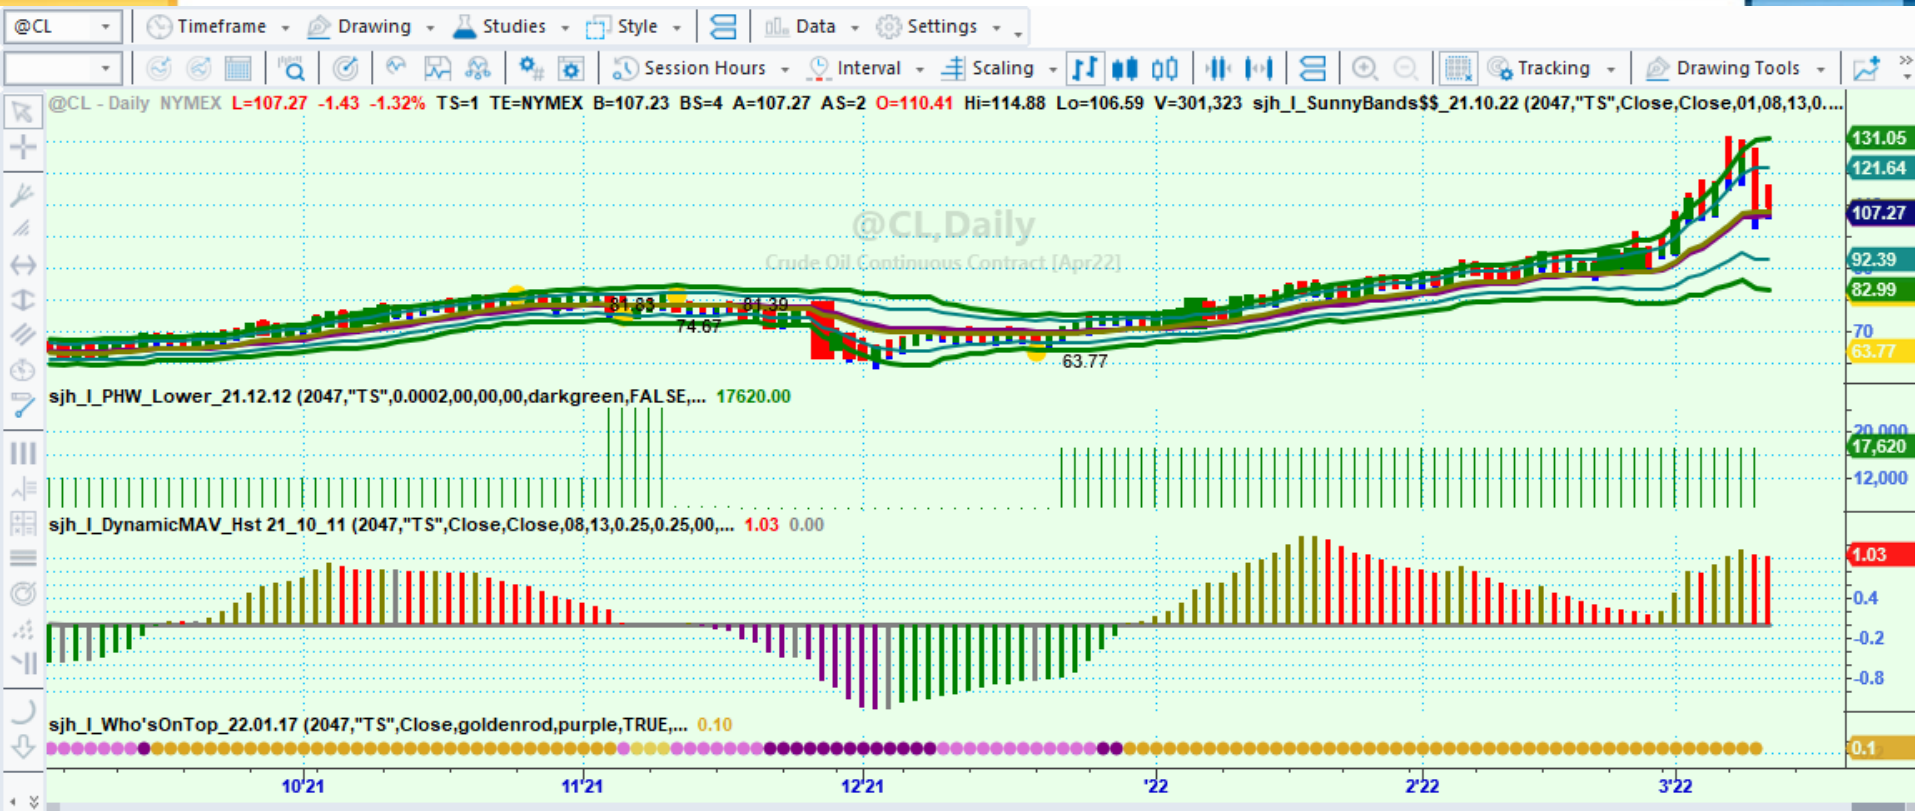 @CL Timeframe Drawing Studies Style Data Settings
Session Hours Interval Scaling Tracking Drawing Tools
@CL - Daily NYMEX L=107.27 -1.43 -1.32% TS=1 TE=NYMEX B=107.23 BS=4 A=107.27 AS=2 O=110.41 Hi=114.88 Lo=106.59 V=301,323 sjh_I_SunnyBands$$_21.10.22 (2047,"TS",Close,Close,01,08,13,0....
131.05
121.64
107.27
@CL,Daily
Crude Oil Continuous Contract [Apr22]
92.39
82.99
81.83
81.39
74.67
70
63.77
63.77
sjh_I_PHW_Lower_21.12.12 (2047,"TS",0.0002,00,00,00,darkgreen,FALSE,... 17620.00
20,000
17,620
12,000
sjh_I_DynamicMAV_Hst 21_10_11 (2047,"TS",Close,Close,08,13,0.25,0.25,00,... 1.03 0.00
1.03
0.4
-0.2
-0.8
sjh_I_Who'sOnTop_22.01.17 (2047,"TS",Close,goldenrod,purple,TRUE,... 0.10
0.1
10'21 11'21 12'21 '22 2'22 3'22